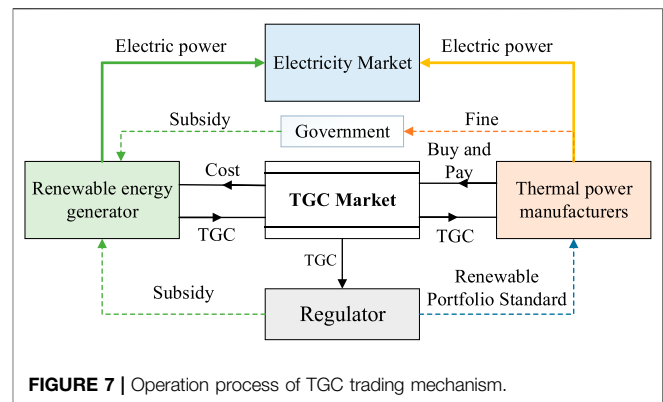 Electric power
Electricity Market
Electric power
Subsidy
Government
Fine
Renewable energy
generator
Cost
TGC
TGC Market
Buy and
Pay
TGC
Thermal power
manufacturers
TGC
Subsidy
Regulator
Renewable
Portfolio Standard
FIGURE 7 | Operation process of TGC trading mechanism.